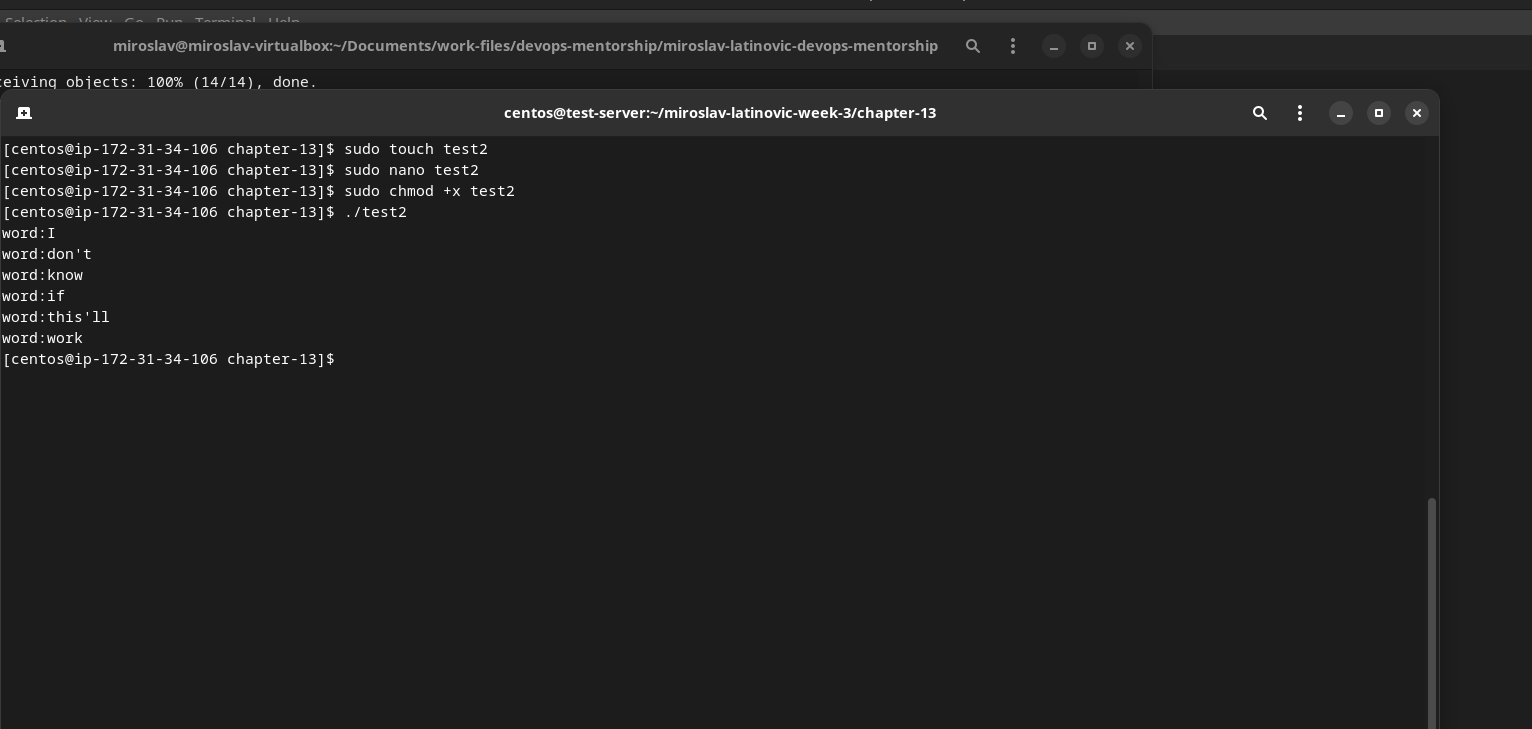 Selection View Go Run Terminal Help
miroslav@miroslav-virtualbox:~/Documents/work-files/devops-mentorship/miroslav-latinovic-devops-mentorship
ceiving objects: 100% (14/14), done.
centos@test-server:~/miroslav-latinovic-week-3/chapter-13
[centos@ip-172-31-34-106 chapter-13]$ sudo touch test2
[centos@ip-172-31-34-106 chapter-13]$ sudo nano test2
[centos@ip-172-31-34-106 chapter-13]$ sudo chmod +x test2
[centos@ip-172-31-34-106 chapter-13]$ ./test2
word:I
word:don't
word:know
word:if
word:this'll
word:work
[centos@ip-172-31-34-106 chapter-13]$